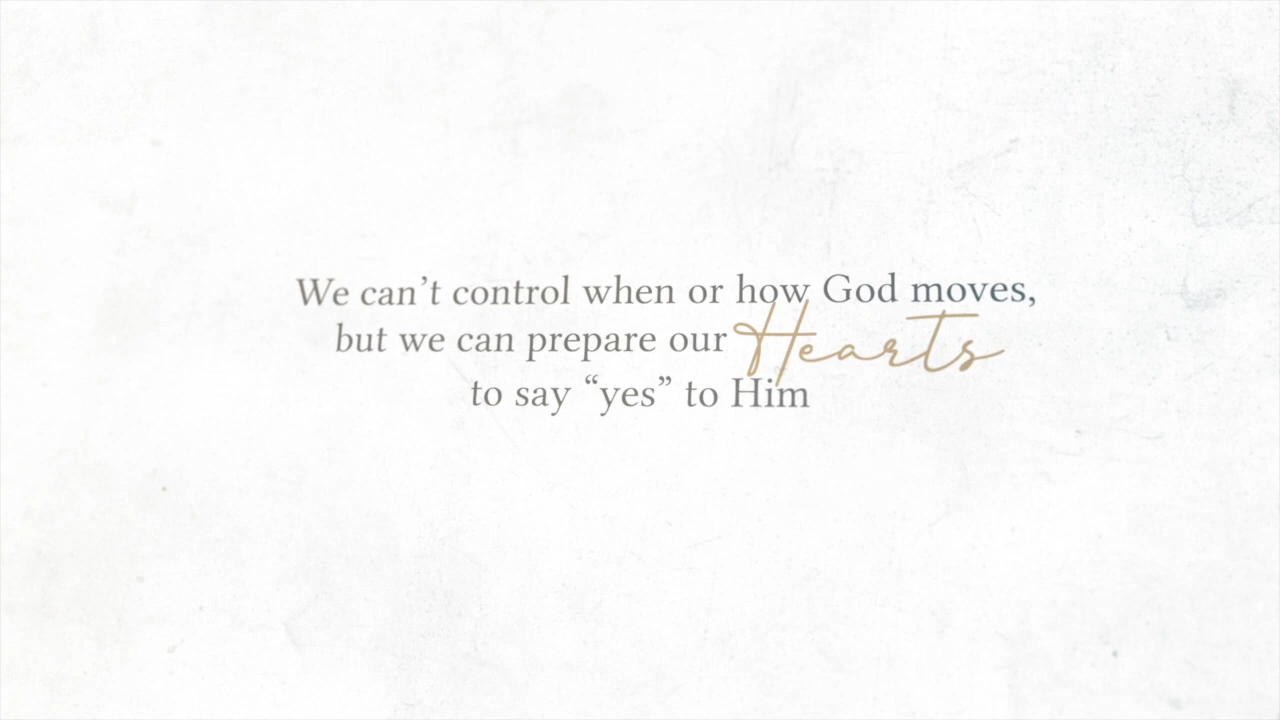 We can’t control when or how God moves,
but we can prepare our Hearts
to say “yes” to Him